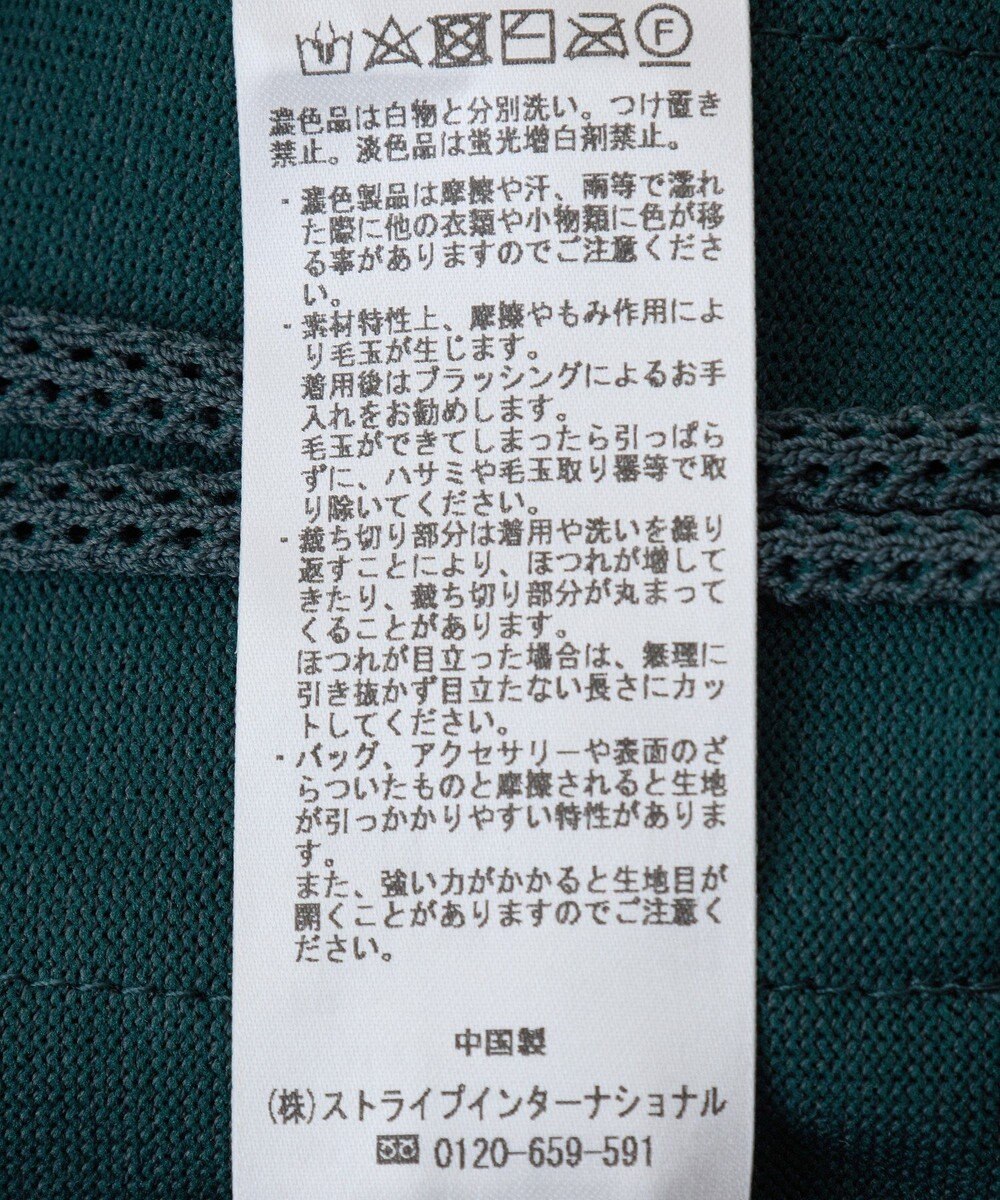 F
濃色品は白物と分別洗い。つけ置き
禁止。淡色品は蛍光増白剤禁止。
・濃色製品は摩擦や汗、雨等で濡れ
た際に他の衣類や小物類に色が移
る事がありますのでご注意くださ
い。
・素材特性上、摩擦やもみ作用によ
り毛玉が生じます。
着用後はブラッシングによるお手
入れをお勧めします。
毛玉ができてしまったら引っぱら
ずに、ハサミや毛玉取り器等で取
り除いてください。
・裁ち切り部分は着用や洗いを繰り
返すことにより、ほつれが増して
きたり、裁ち切り部分が丸まって
くることがあります。
ほつれが目立った場合は、無理に
引き抜かず目立たない長さにカッ
トしてください。
・バッグ、アクセサリーや表面のざ
らついたものと摩擦されると生地
が引っかかりやすい特性がありま
す。
また、強い力がかかると生地目が
開くことがありますのでご注意く
ださい。
中国製
(株)ストライプインターナショナル
0120-659-591